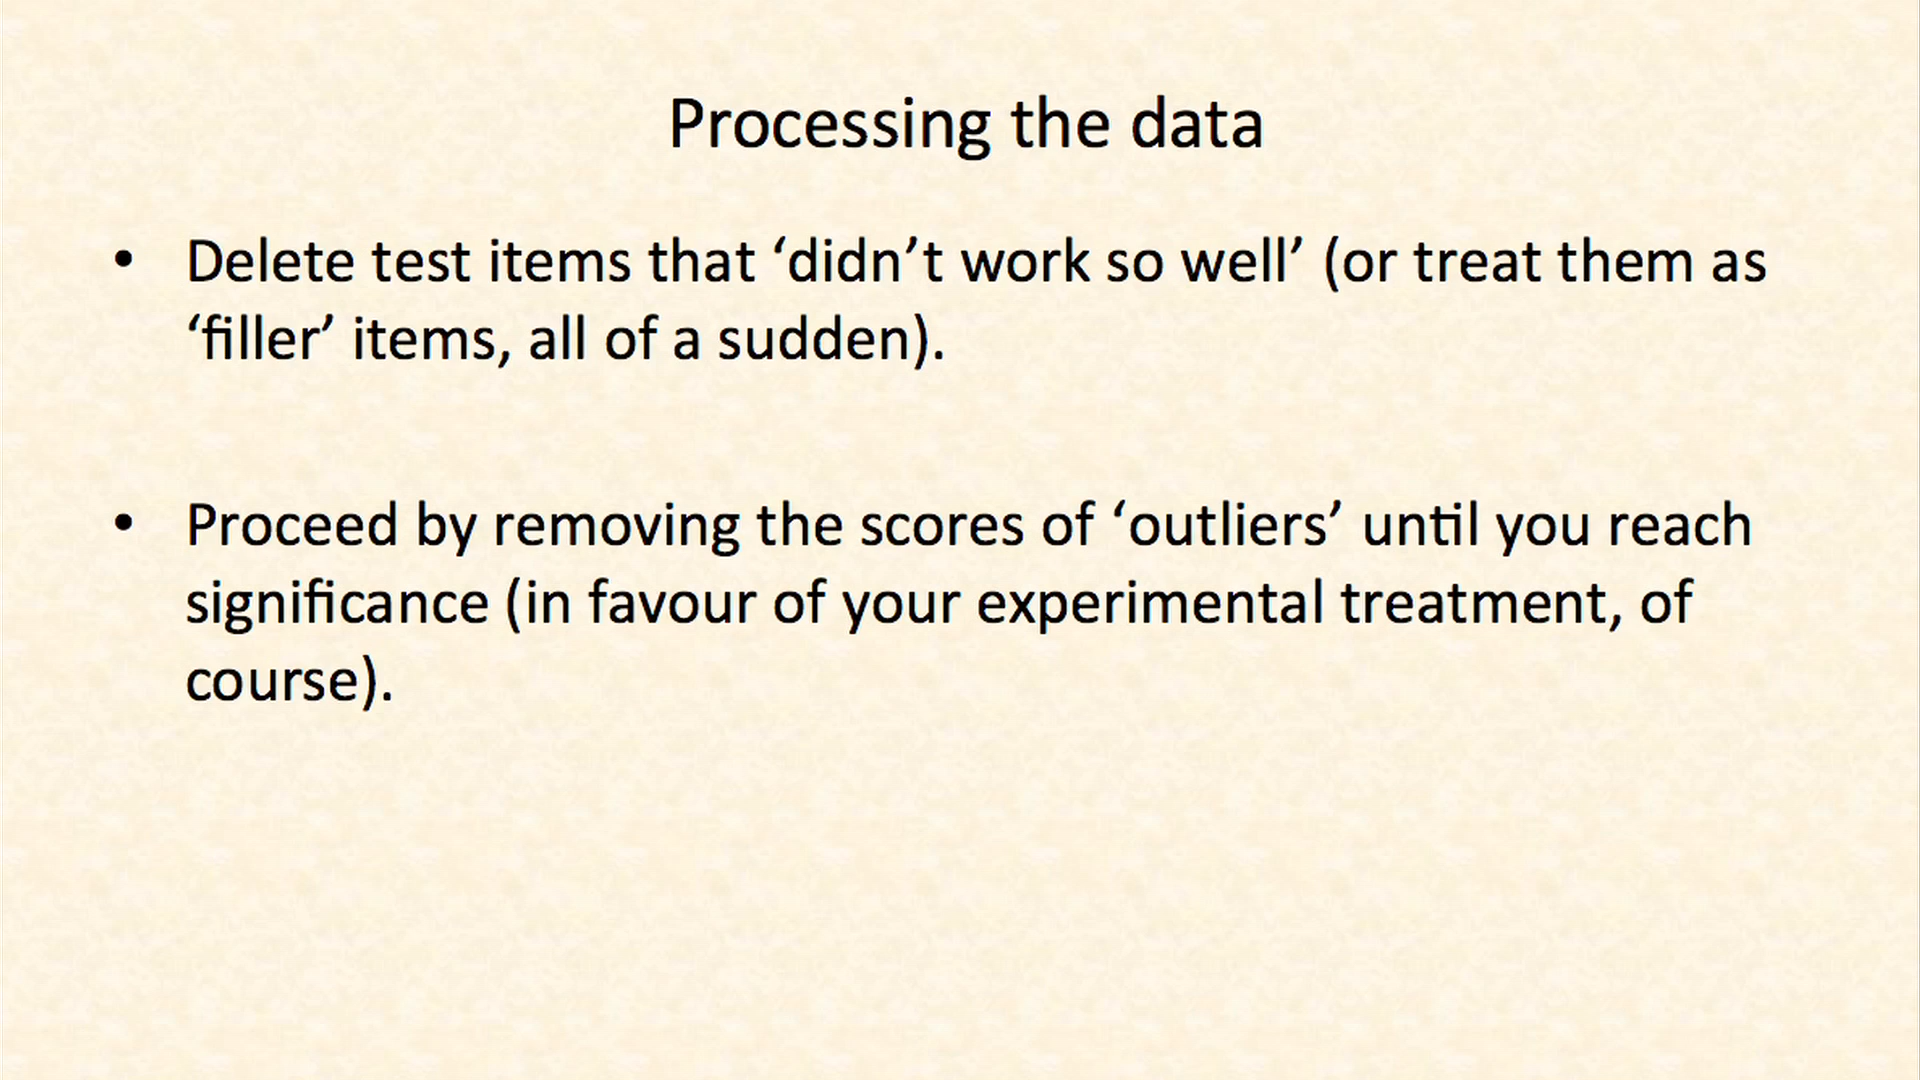 Processing the data
• Delete test items that ‘didn’t work so well’ (or treat them as
‘filler’ items, all of a sudden).
• Proceed by removing the scores of ‘outliers’ until you reach
significance (in favour of your experimental treatment, of
course).